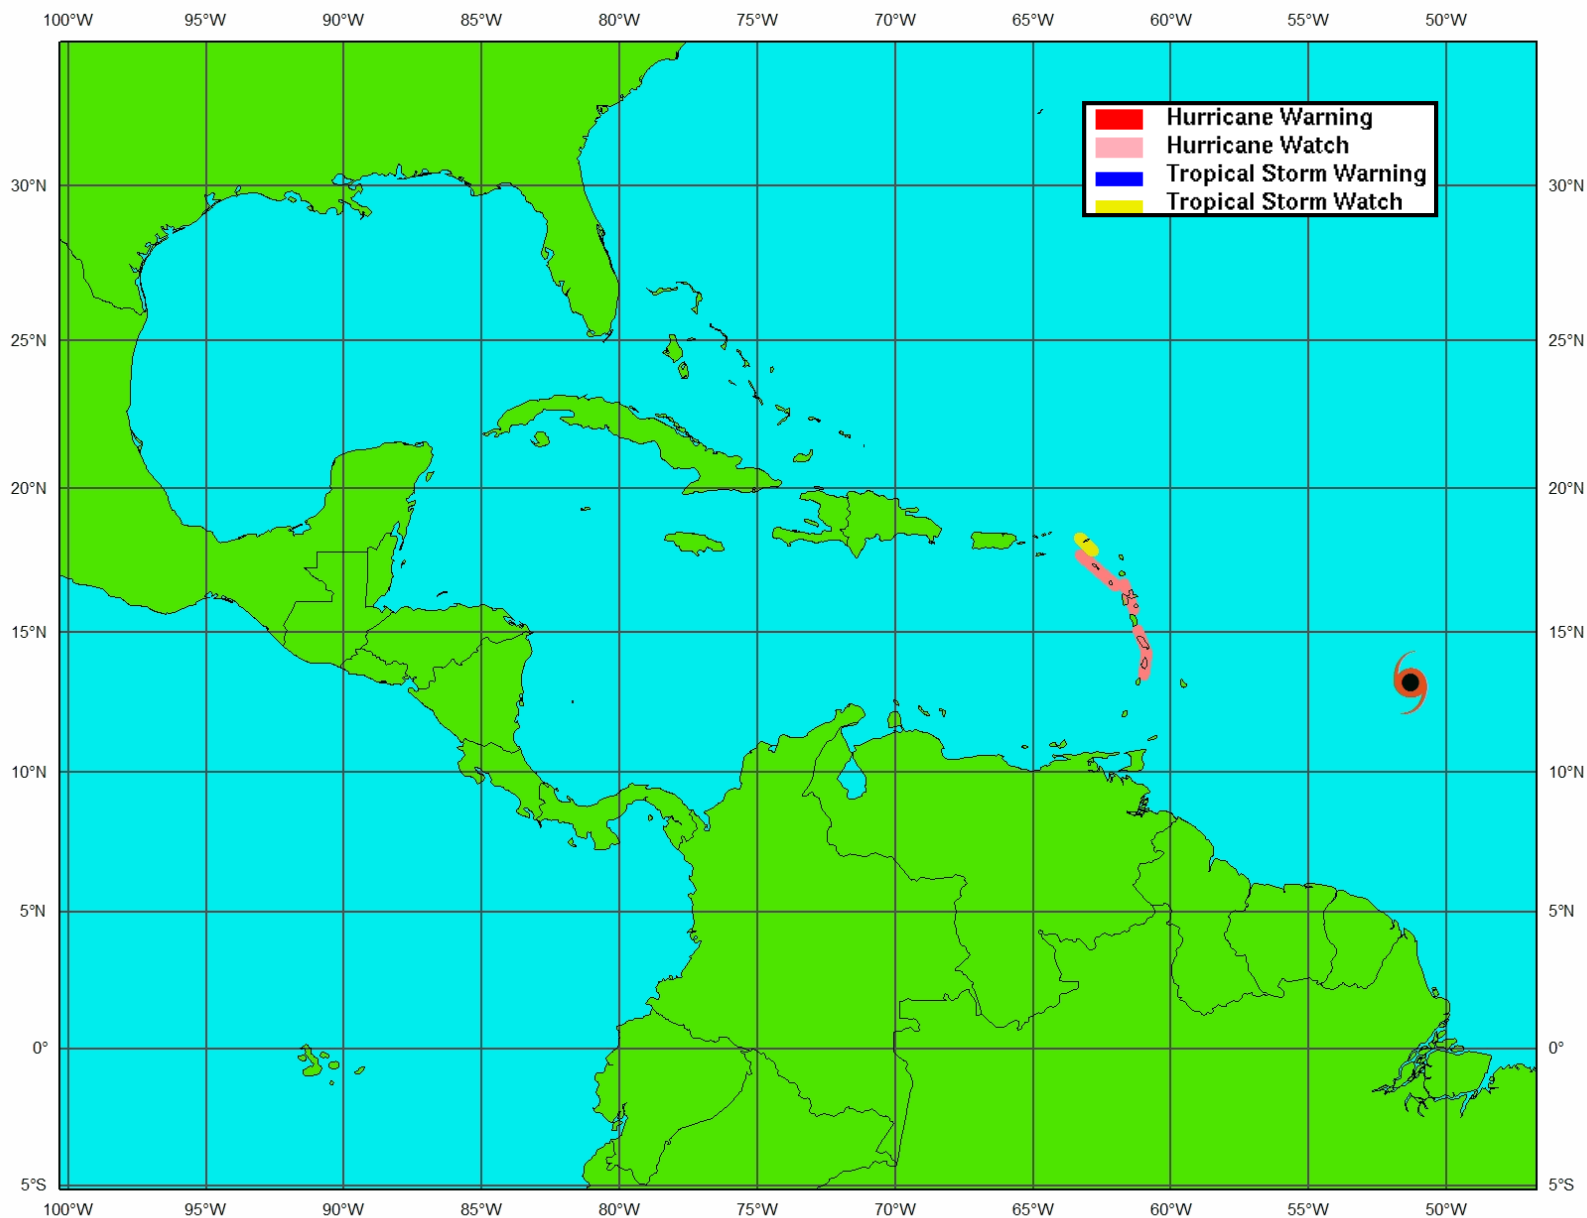 100°W 95°W 90°W 85°W 80°W 75°W 70°W 65°W 60°W 55°W 50°W
Hurricane Warning
Hurricane Watch
Tropical Storm Warning
Tropical Storm Watch
30°N 30°N
25°N 25°N
20°N 20°N
15°N 15°N
10°N 10°N
5°N 5°N
0° 0°
5°S 5°S
100°W 95°W 90°W 85°W 80°W 75°W 70°W 65°W 60°W 55°W 50°W